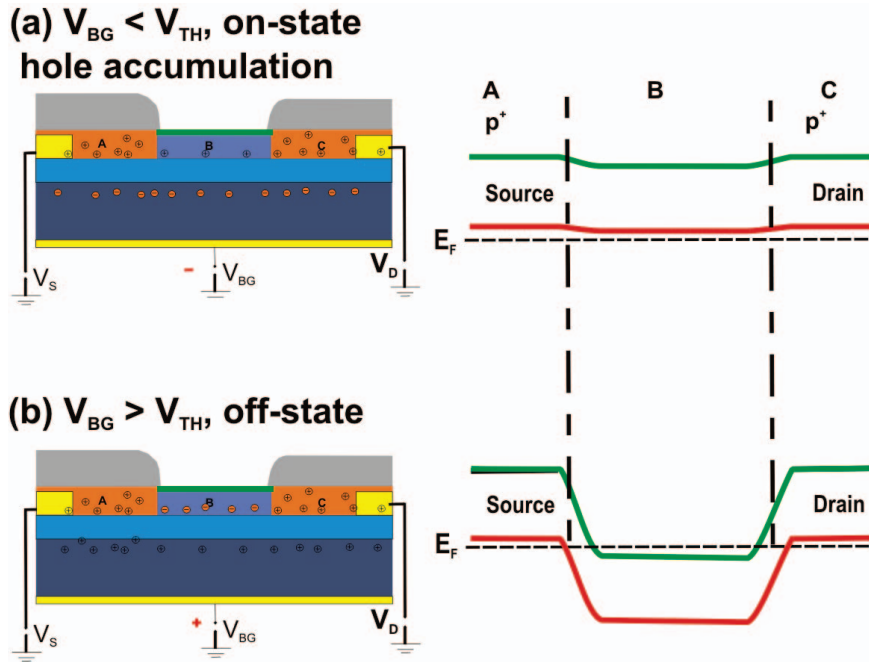 (a) V_BG < V_TH, on-state
hole accumulation
A
B
C
V_S
-
V_BG
V_D
A
B
C
p+
p+
Source
Drain
E_F
(b) V_BG > V_TH, off-state
A
B
C
V_S
+
V_BG
V_D
Source
Drain
E_F